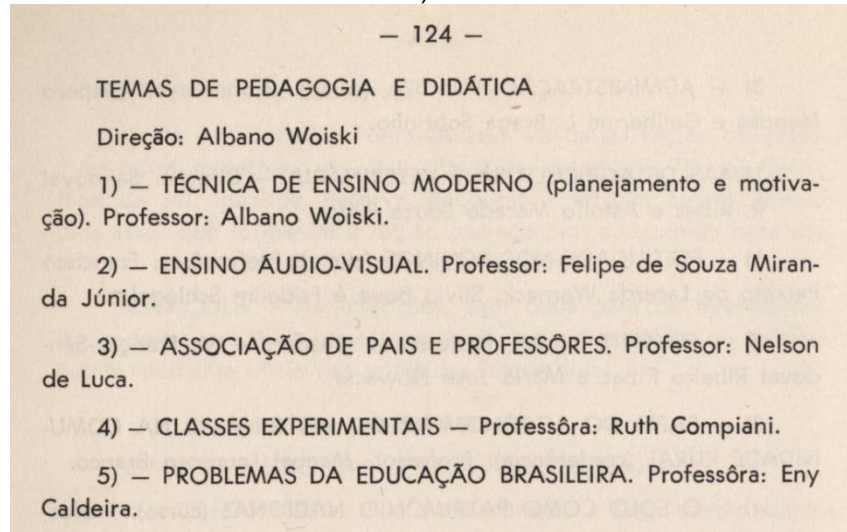 — 124 —
TEMAS DE PEDAGOGIA E DIDÁTICA
Direção: Albano Woiski
1) — TÉCNICA DE ENSINO MODERNO (planejamento e motiva-
ção). Professor: Albano Woiski.
2) — ENSINO ÁUDIO-VISUAL. Professor: Felipe de Souza Miran-
da Júnior.
3) — ASSOCIAÇÃO DE PAIS E PROFESSÔRES. Professor: Nelson
de Luca.
4) — CLASSES EXPERIMENTAIS — Professôra: Ruth Compiani.
5) — PROBLEMAS DA EDUCAÇÃO BRASILEIRA. Professôra: Eny
Caldeira.